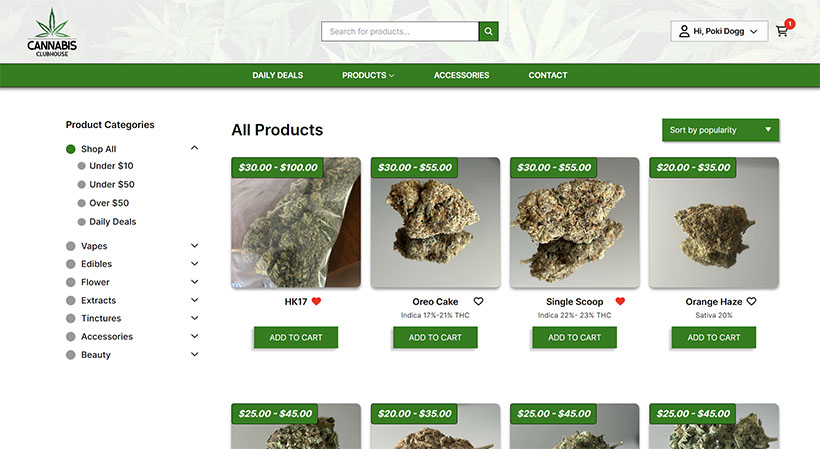 CANNABIS
CLUBHOUSE
Search for products...
Hi, Poki Dogg
1
DAILY DEALS
PRODUCTS
ACCESSORIES
CONTACT
Product Categories
Shop All
Under $10
Under $50
Over $50
Daily Deals
Vapes
Edibles
Flower
Extracts
Tinctures
Accessories
Beauty
All Products
Sort by popularity
$30.00 - $100.00
$30.00 - $55.00
$30.00 - $55.00
$20.00 - $35.00
HK17
Oreo Cake
Single Scoop
Orange Haze
Indica 17%-21% THC
Indica 22%- 23% THC
Sativa 20%
ADD TO CART
ADD TO CART
ADD TO CART
ADD TO CART
$25.00 - $45.00
$20.00 - $35.00
$25.00 - $45.00
$25.00 - $45.00